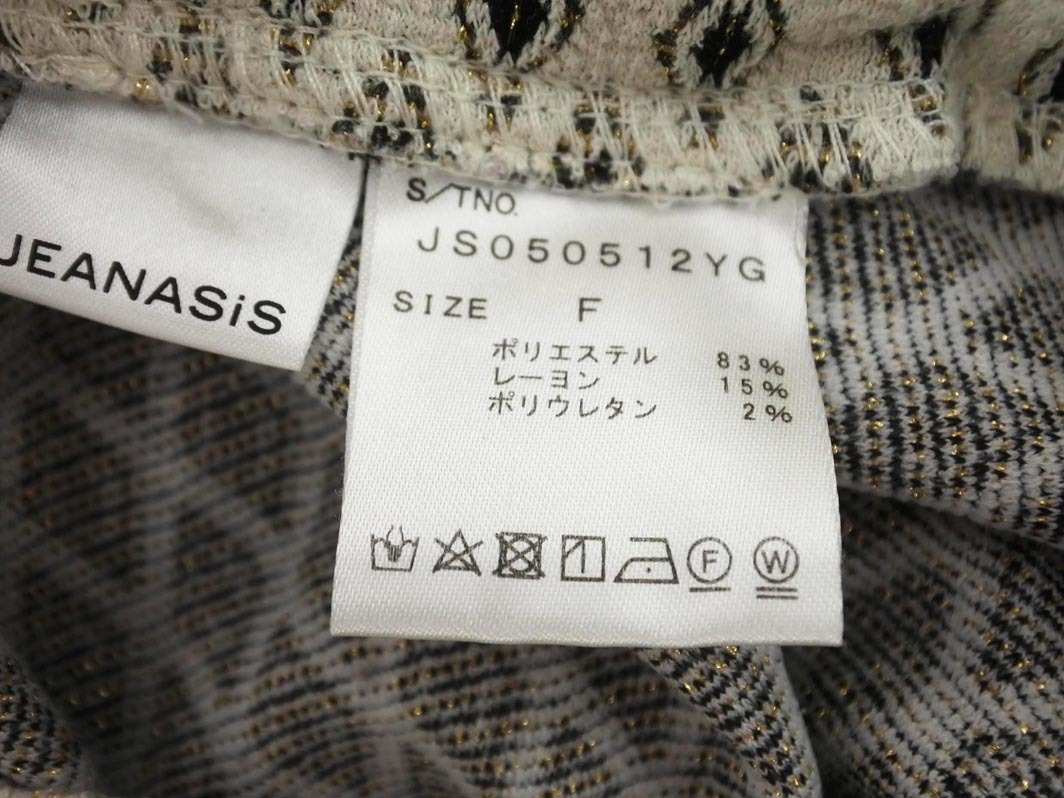 JEANASiS
S/TNO.
JS050512YG
SIZE F
ポリエステル 83%
レーヨン 15%
ポリウレタン 2%
F W